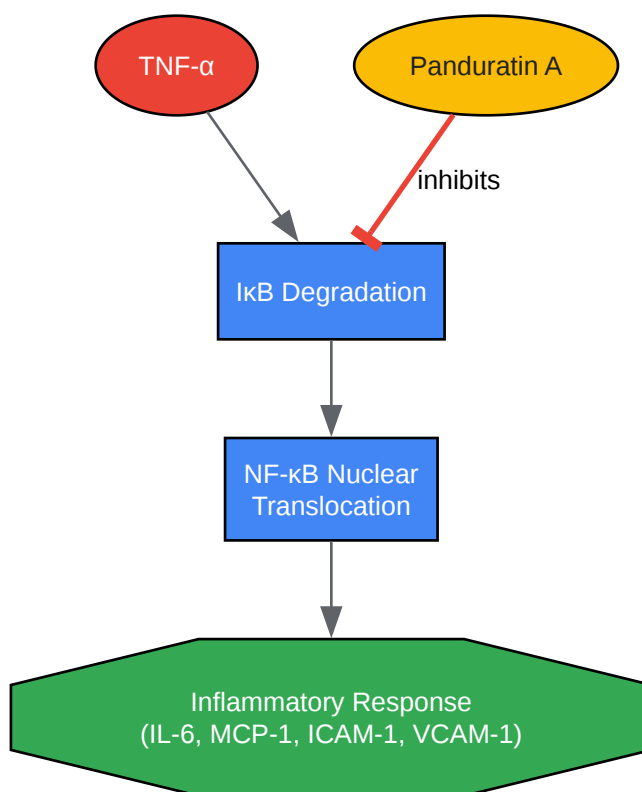 TNF-α
Panduratin A
inhibits
IκB Degradation
NF-κB Nuclear
Translocation
Inflammatory Response
(IL-6, MCP-1, ICAM-1, VCAM-1)